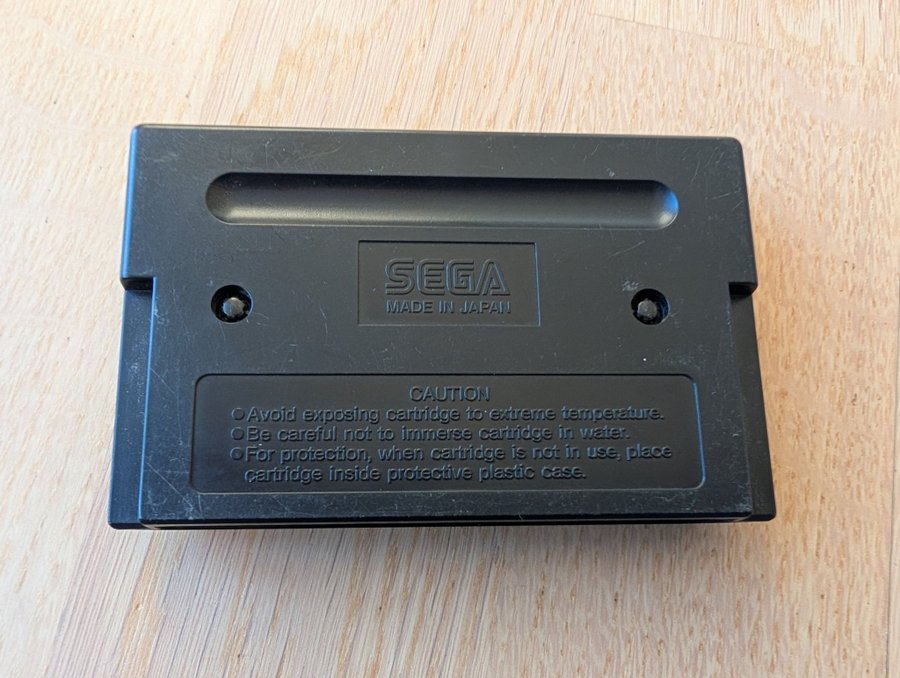 SEGA
MADE IN JAPAN
CAUTION
○Avoid exposing cartridge to extreme temperature.
○Be careful not to immerse cartridge in water.
○For protection, when cartridge is not in use, place
cartridge inside protective plastic case.